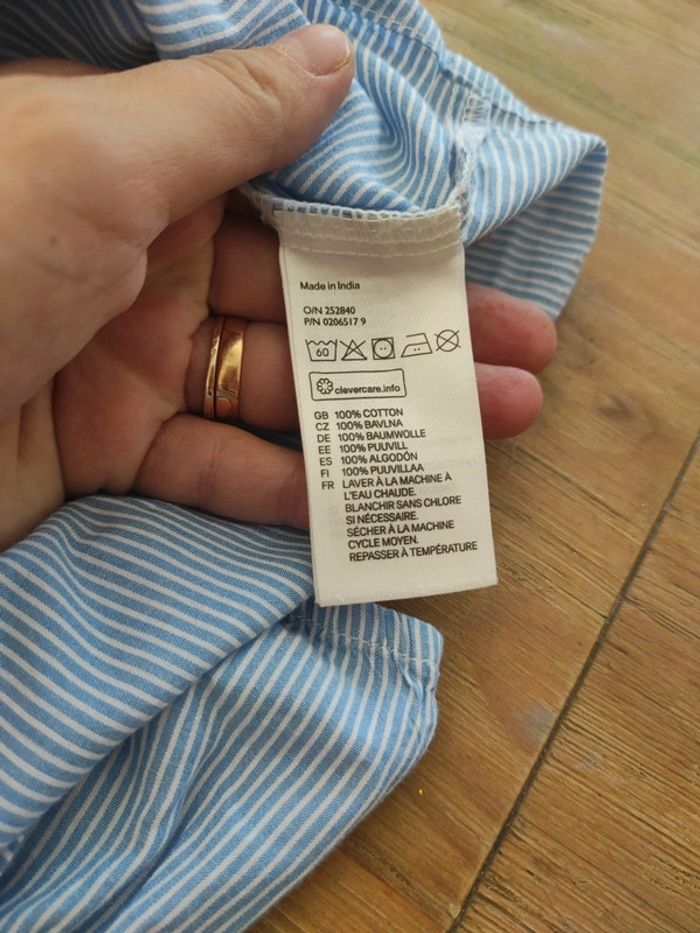 Made in India
O/N 252840
P/N 0206517 9
60
clevercare.info
GB 100% COTTON
CZ 100% BAVLNA
DE 100% BAUMWOLLE
EE 100% PUUVILL
ES 100% ALGODÓN
FI 100% PUUVILLAA
FR LAVER À LA MACHINE À
L'EAU CHAUDE.
BLANCHIR SANS CHLORE
SI NÉCESSAIRE.
SÉCHER À LA MACHINE
CYCLE MOYEN.
REPASSER À TEMPÉRATURE